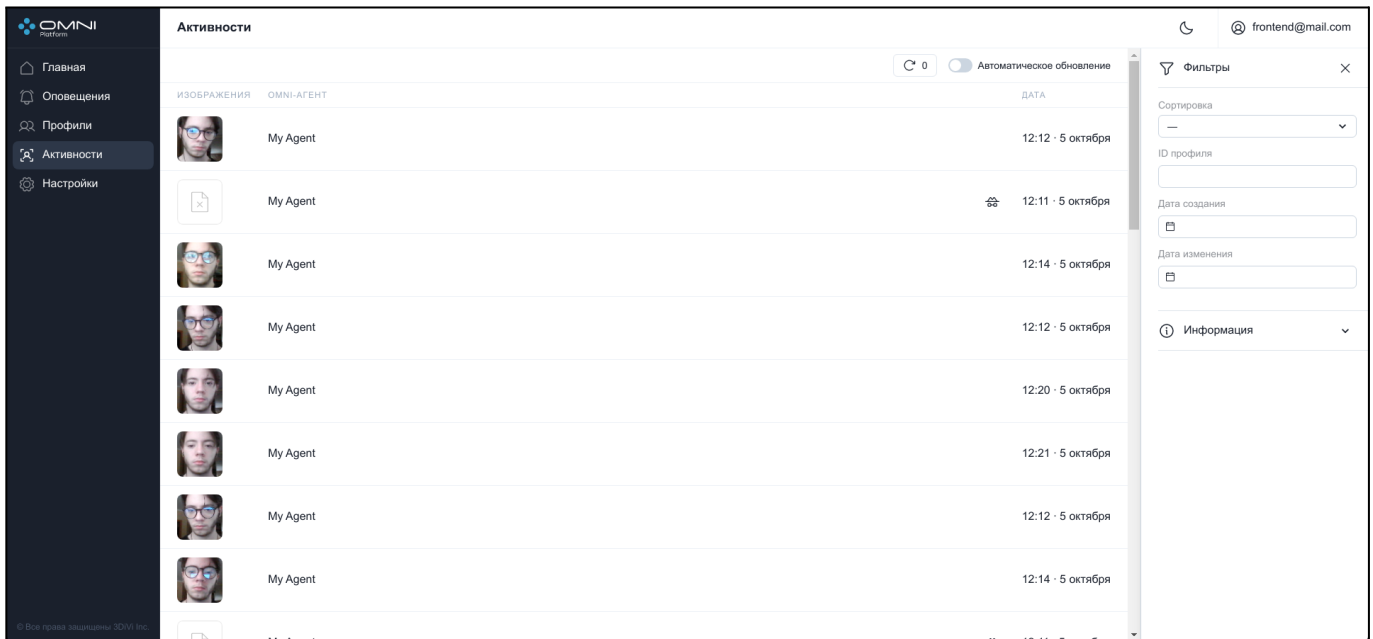 OMNI
Platform
Активности
frontend@mail.com
Главная
Оповещения
Профили
Активности
Настройки
© Все права защищены 3DiVi Inc.
0
Автоматическое обновление
ИЗОБРАЖЕНИЯ OMNI-АГЕНТ ДАТА
My Agent 12:12 · 5 октября
My Agent 12:11 · 5 октября
My Agent 12:14 · 5 октября
My Agent 12:12 · 5 октября
My Agent 12:20 · 5 октября
My Agent 12:21 · 5 октября
My Agent 12:12 · 5 октября
My Agent 12:14 · 5 октября
Фильтры
Сортировка
—
ID профиля
Дата создания
Дата изменения
Информация